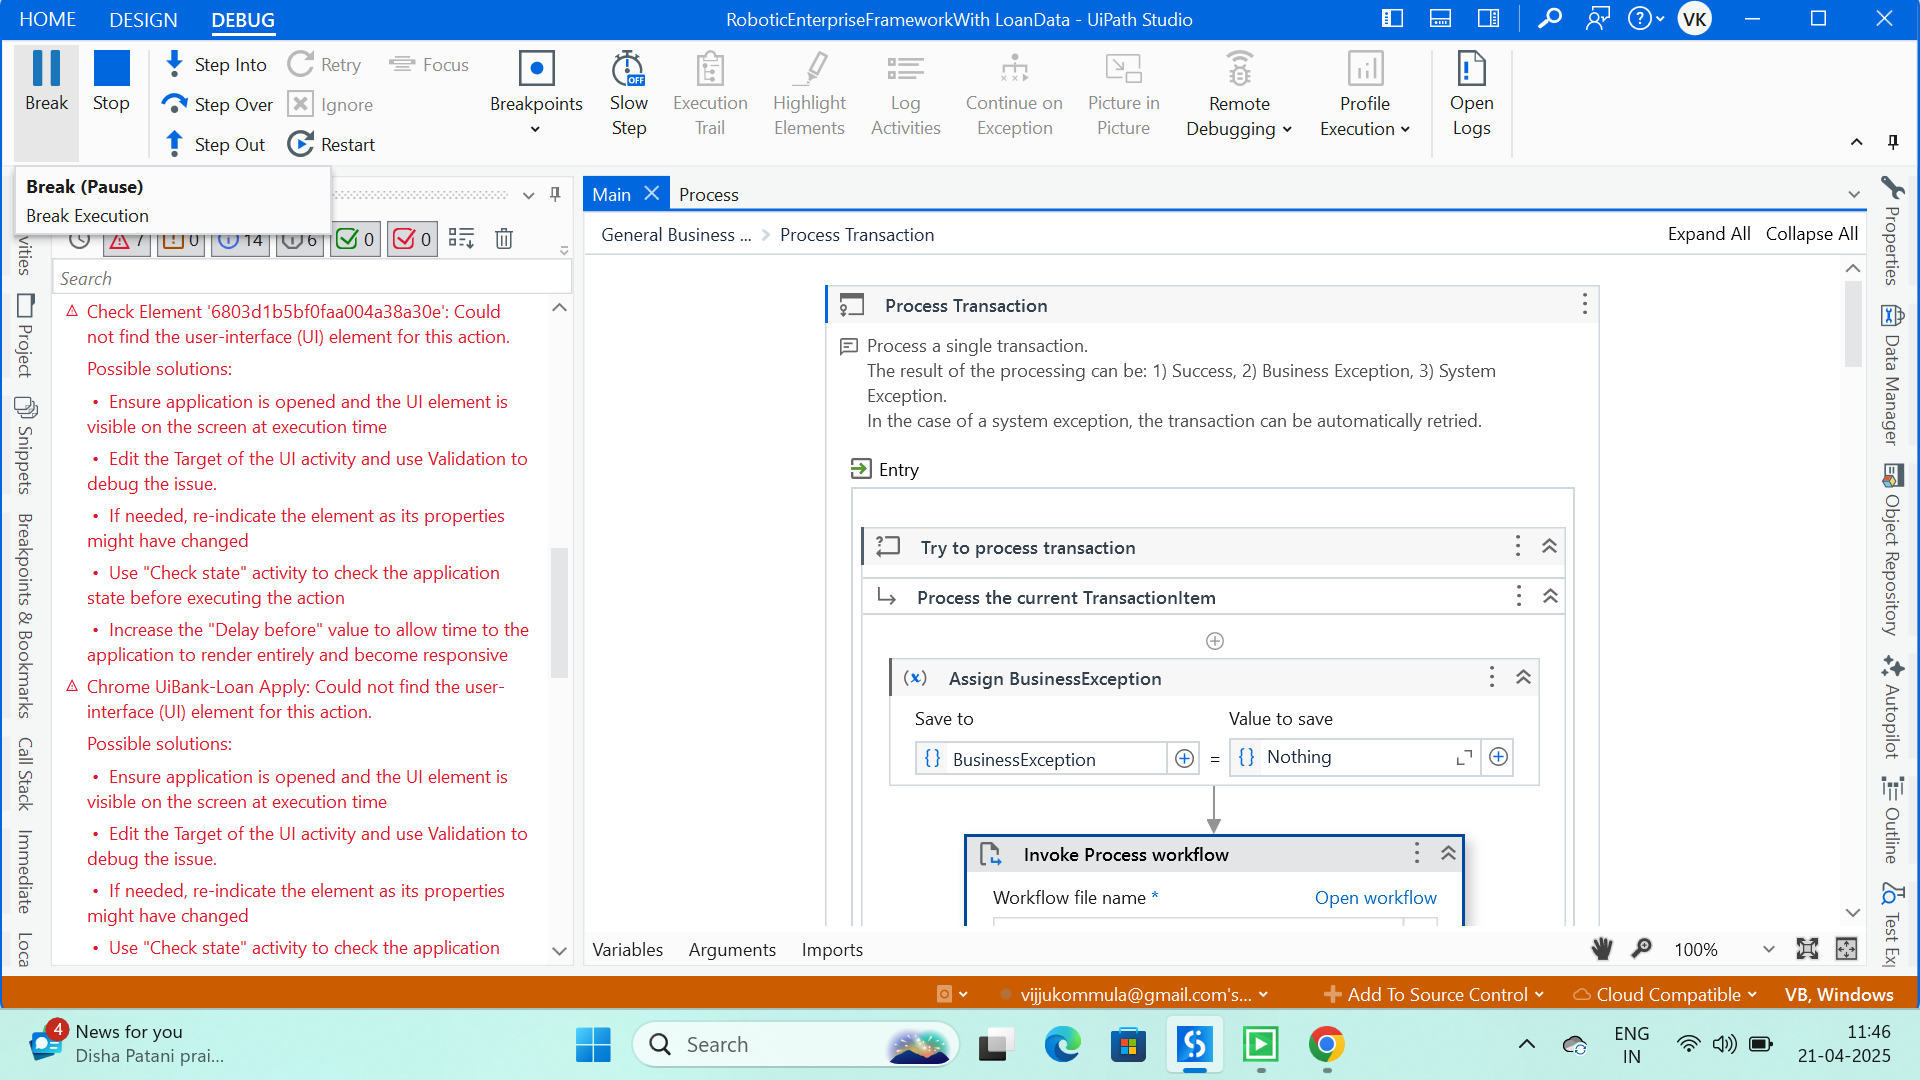 HOME DESIGN DEBUG
RoboticEnterpriseFrameworkWith LoanData - UiPath Studio
VK
Break
Stop
Step Into
Step Over
Step Out
Retry
Ignore
Restart
Focus
Breakpoints
OFF
Slow
Step
Execution
Trail
Highlight
Elements
Log
Activities
Continue on
Exception
Picture in
Picture
Remote
Debugging
Profile
Execution
Open
Logs
Break (Pause)
Break Execution
7
0
14
6
0
0
Search
Check Element '6803d1b5bf0faa004a38a30e': Could
not find the user-interface (UI) element for this action.
Possible solutions:
• Ensure application is opened and the UI element is
visible on the screen at execution time
• Edit the Target of the UI activity and use Validation to
debug the issue.
• If needed, re-indicate the element as its properties
might have changed
• Use "Check state" activity to check the application
state before executing the action
• Increase the "Delay before" value to allow time to the
application to render entirely and become responsive
Chrome UiBank-Loan Apply: Could not find the user-
interface (UI) element for this action.
Possible solutions:
• Ensure application is opened and the UI element is
visible on the screen at execution time
• Edit the Target of the UI activity and use Validation to
debug the issue.
• If needed, re-indicate the element as its properties
might have changed
• Use "Check state" activity to check the application
vities
Project
Snippets
Breakpoints & Bookmarks
Call Stack
Immediate
Loca
Main
Process
General Business ... > Process Transaction
Expand All Collapse All
Process Transaction
Process a single transaction.
The result of the processing can be: 1) Success, 2) Business Exception, 3) System
Exception.
In the case of a system exception, the transaction can be automatically retried.
Entry
Try to process transaction
Process the current TransactionItem
(x) Assign BusinessException
Save to
Value to save
{} BusinessException
=
{} Nothing
Invoke Process workflow
Workflow file name *
Open workflow
Variables Arguments Imports
100%
Properties
Data Manager
Object Repository
Autopilot
Outline
Test Ex
vijjukommula@gmail.com's...
Add To Source Control
Cloud Compatible
VB, Windows
4
News for you
Disha Patani prai...
Search
ENG
IN
11:46
21-04-2025